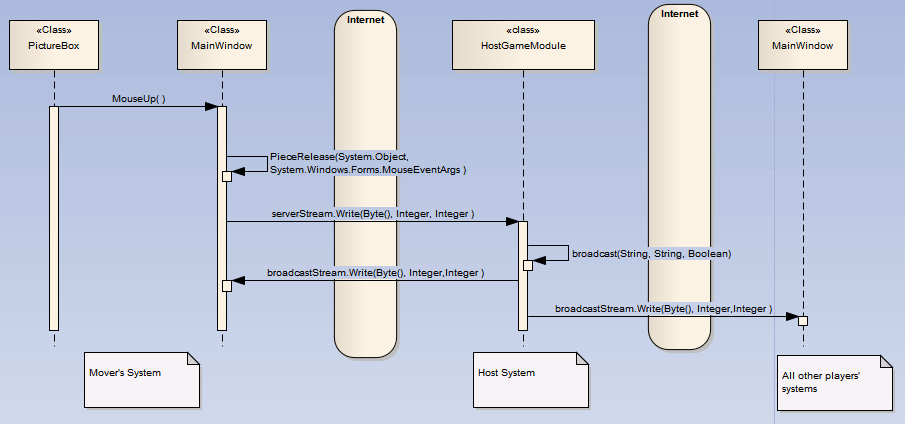 Internet
Internet
«Class»
PictureBox
«Class»
MainWindow
«class»
HostGameModule
«Class»
MainWindow
MouseUp( )
PieceRelease(System.Object,
System.Windows.Forms.MouseEventArgs )
serverStream.Write(Byte(), Integer, Integer )
broadcast(String, String, Boolean)
broadcastStream.Write(Byte(), Integer,Integer )
broadcastStream.Write(Byte(), Integer,Integer )
Mover's System
Host System
All other players'
systems